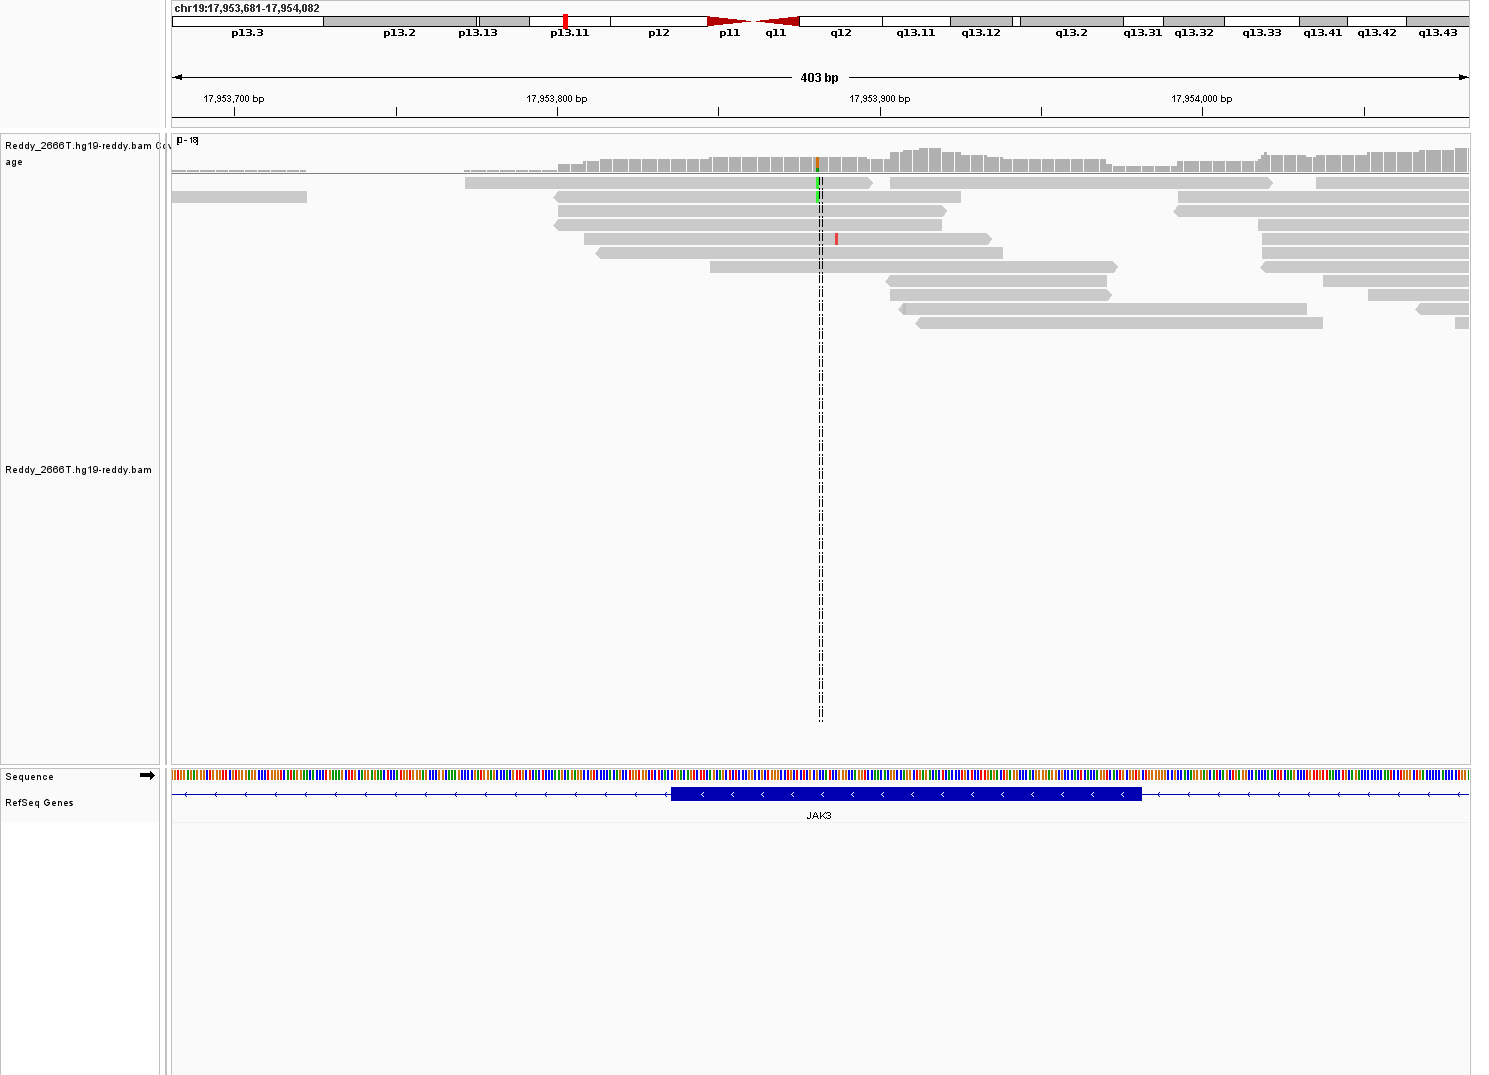 chr19:17,953,681-17,954,082
p13.3 p13.2 p13.13 p13.11 p12 p11 q11 q12 q13.11 q13.12 q13.2 q13.31 q13.32 q13.33 q13.41 q13.42 q13.43
403 bp
17,953,700 bp 17,953,800 bp 17,953,900 bp 17,954,000 bp
[0 - 18]
Reddy_2666T.hg19-reddy.bam Cov
age
Reddy_2666T.hg19-reddy.bam
Sequence
RefSeq Genes
JAK3